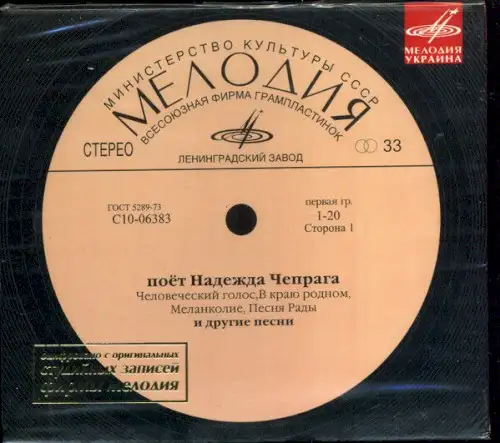 МЕЛОДИЯ
УКРАИНА
МИНИСТЕРСТВО КУЛЬТУРЫ СССР
МЕЛОДИЯ
ВСЕСОЮЗНАЯ ФИРМА ГРАМПЛАСТИНОК
СТЕРЕО
33
ЛЕНИНГРАДСКИЙ ЗАВОД
ГОСТ 5289-73
С10-06383
первая гр.
1-20
Сторона 1
поёт Надежда Чепрага
Человеческий голос,В краю родном,
Меланколие, Песня Рады
и другие песни
с оригинальных
студийных записей
фирмы мелодия